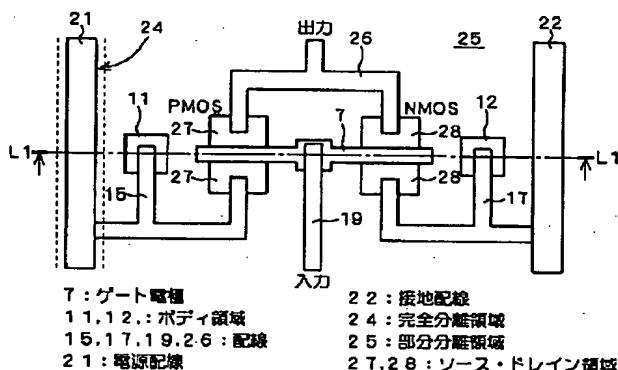 21
24
出力
26
25
22
PMOS
NMOS
11
27
7
28
12
L1
L1
27
28
15
19
17
入力
7:ゲート電極
11,12,:ボディ領域
15,17,19,26:配線
21:電源配線
22:接地配線
24:完全分離領域
25:部分分離領域
27,28:ソース・ドレイン領域